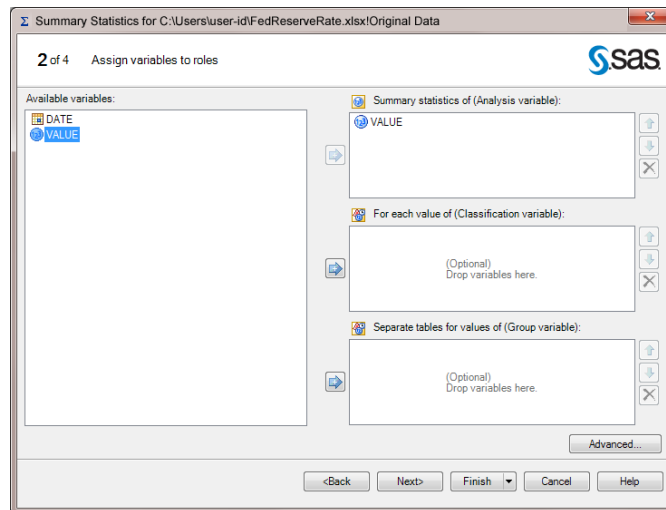 Summary Statistics for C:\Users\user-id\FedReserveRate.xlsx!Original Data
2 of 4 Assign variables to roles
sas
Available variables:
DATE
VALUE
Summary statistics of (Analysis variable):
VALUE
For each value of (Classification variable):
(Optional)
Drop variables here.
Separate tables for values of (Group variable):
(Optional)
Drop variables here.
Advanced...
<Back Next> Finish Cancel Help